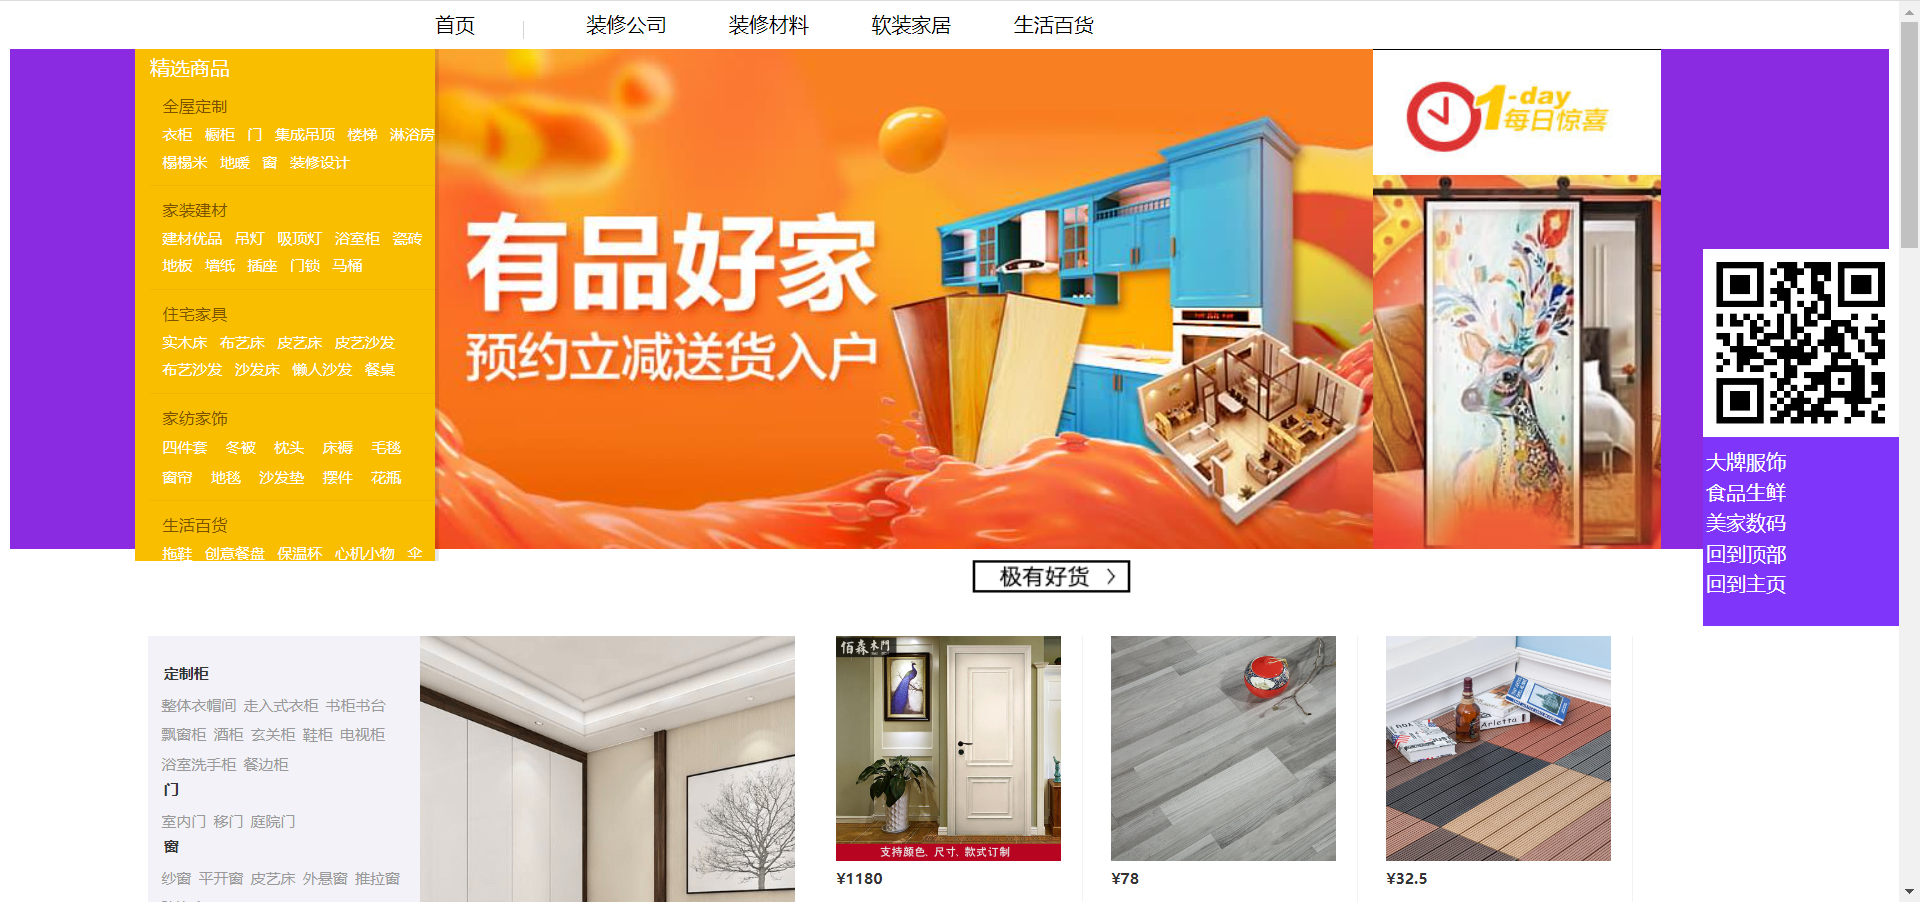 首页 装修公司 装修材料 软装家居 生活百货
精选商品
全屋定制
衣柜 橱柜 门 集成吊顶 楼梯 淋浴房
榻榻米 地暖 窗 装修设计
家装建材
建材优品 吊灯 吸顶灯 浴室柜 瓷砖
地板 墙纸 插座 门锁 马桶
住宅家具
实木床 布艺床 皮艺床 皮艺沙发
布艺沙发 沙发床 懒人沙发 餐桌
家纺家饰
四件套 冬被 枕头 床褥 毛毯
窗帘 地毯 沙发垫 摆件 花瓶
生活百货
拖鞋 创意餐盘 保温杯 心机小物 伞
有品好家
预约立减送货入户
1-day
每日惊喜
大牌服饰
食品生鲜
美家数码
回到顶部
回到主页
极有好货 >
定制柜
整体衣帽间 走入式衣柜 书柜书台
飘窗柜 酒柜 玄关柜 鞋柜 电视柜
浴室洗手柜 餐边柜
门
室内门 移门 庭院门
窗
纱窗 平开窗 皮艺床 外悬窗 推拉窗
佰森木門
支持颜色、尺寸、款式订制
¥1180
¥78
Arletta
¥32.5